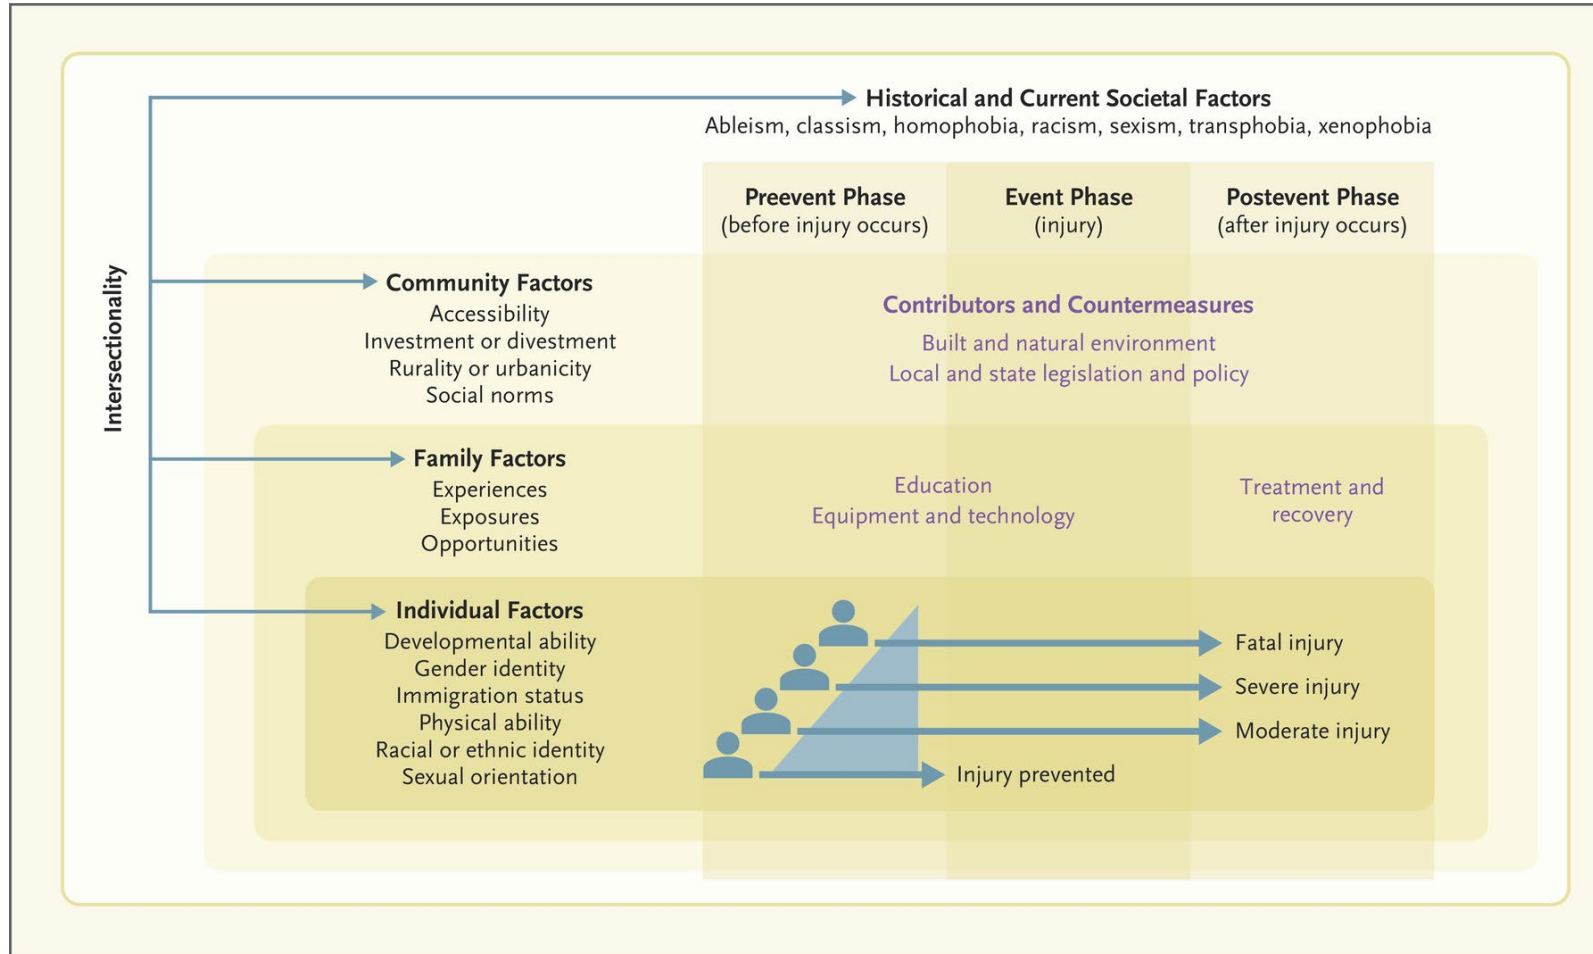 Historical and Current Societal Factors
Ableism, classism, homophobia, racism, sexism, transphobia, xenophobia
Preevent Phase
(before injury occurs)
Event Phase
(injury)
Postevent Phase
(after injury occurs)
Intersectionality
Community Factors
Accessibility
Investment or divestment
Rurality or urbanicity
Social norms
Contributors and Countermeasures
Built and natural environment
Local and state legislation and policy
Family Factors
Experiences
Exposures
Opportunities
Education
Equipment and technology
Treatment and
recovery
Individual Factors
Developmental ability
Gender identity
Immigration status
Physical ability
Racial or ethnic identity
Sexual orientation
Fatal injury
Severe injury
Moderate injury
Injury prevented